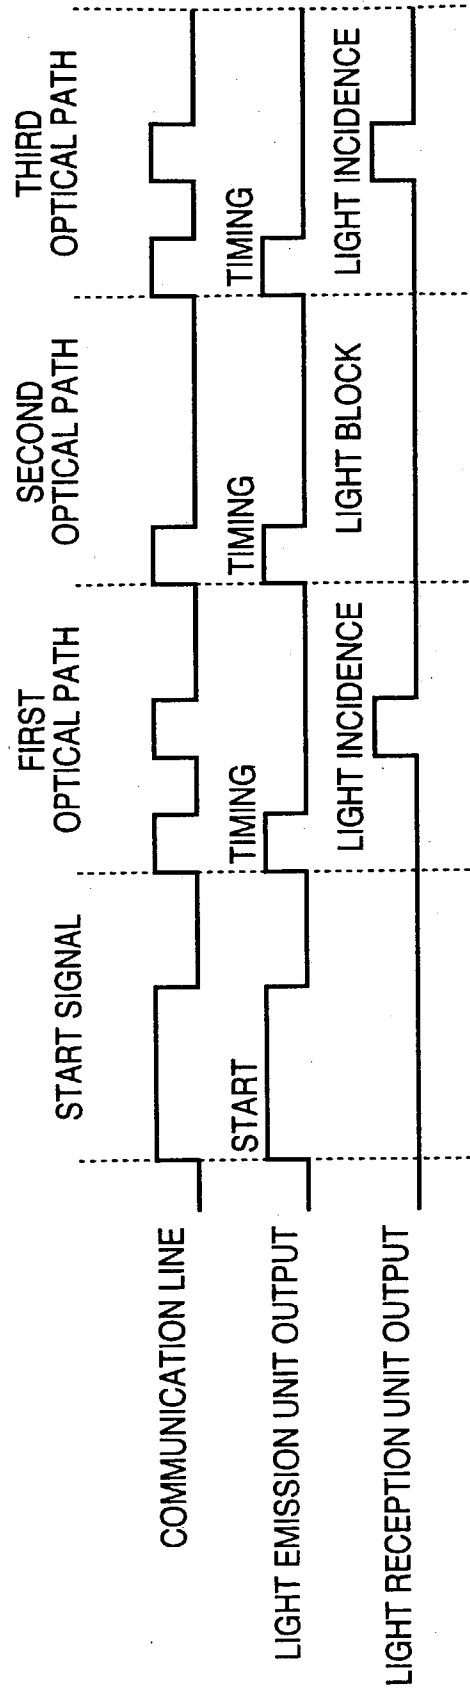 START SIGNAL
FIRST
OPTICAL PATH
SECOND
OPTICAL PATH
THIRD
OPTICAL PATH
COMMUNICATION LINE
START
TIMING
TIMING
TIMING
LIGHT EMISSION UNIT OUTPUT
LIGHT INCIDENCE
LIGHT BLOCK
LIGHT INCIDENCE
LIGHT RECEPTION UNIT OUTPUT